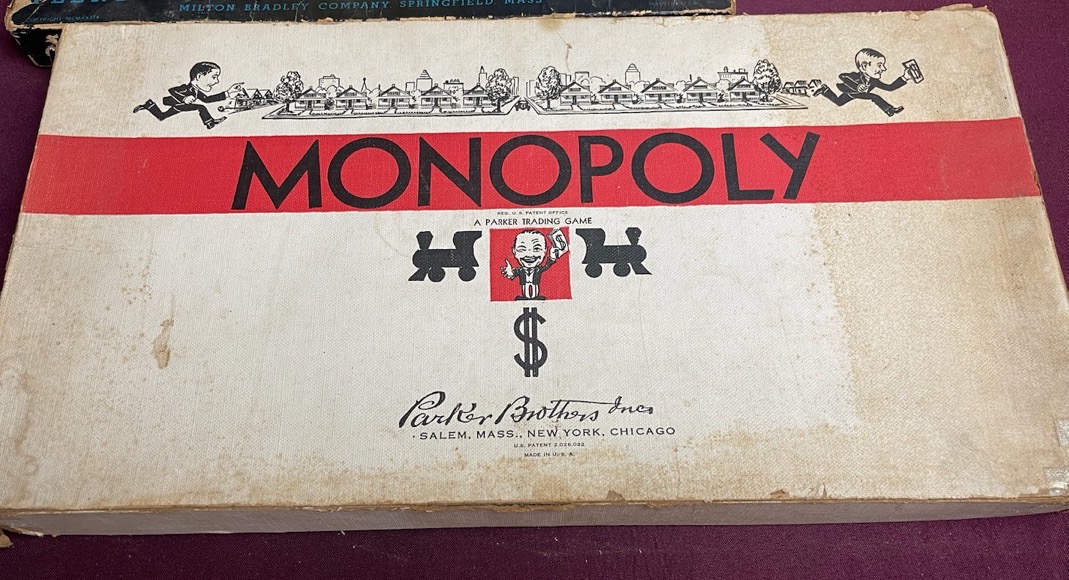 MILTON BRADLEY COMPANY, SPRINGFIELD MASS
MONOPOLY
REG. U. S. PATENT OFFICE
A PARKER TRADING GAME
$
$
Parker Brothers Inc.
SALEM, MASS., NEW YORK, CHICAGO
U.S. PATENT 2,026,082
MADE IN U. S. A.